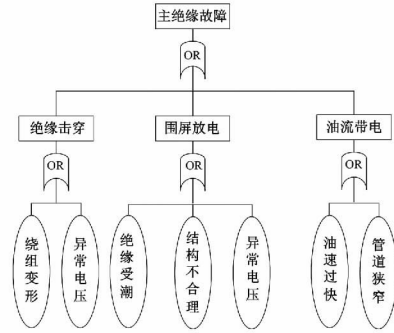 主绝缘故障
OR
绝缘击穿
围屏放电
油流带电
OR
OR
OR
绕组变形
异常电压
绝缘受潮
结构不合理
异常电压
油速过快
管道狭窄